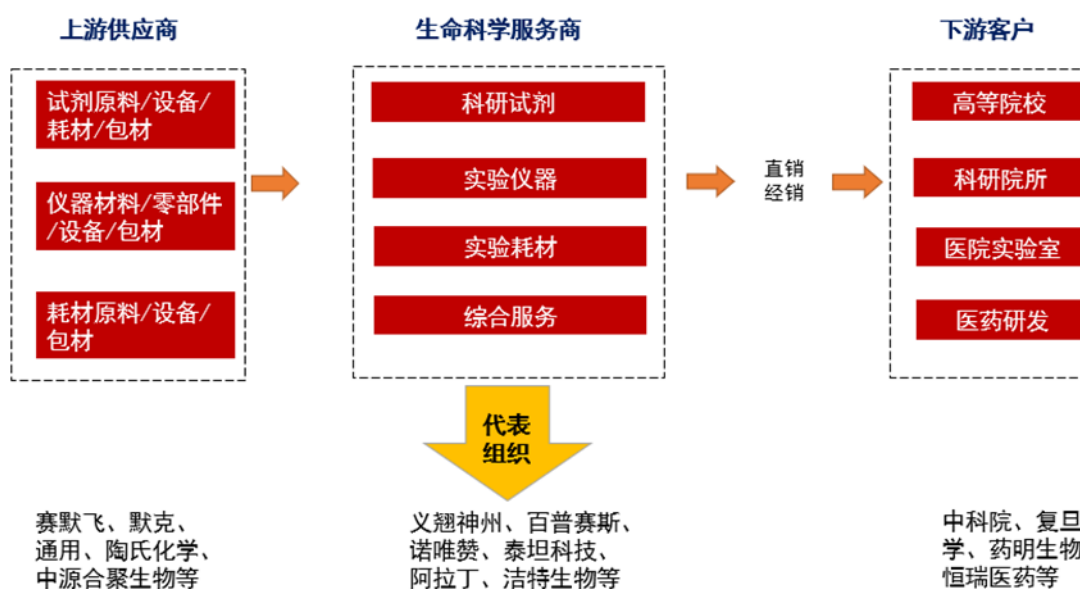 上游供应商
生命科学服务商
下游客户
试剂原料/设备/
耗材/包材
仪器材料/零部件
/设备/包材
耗材原料/设备/
包材
科研试剂
实验仪器
实验耗材
综合服务
直销
经销
高等院校
科研院所
医院实验室
医药研发
代表
组织
赛默飞、默克、
通用、陶氏化学、
中源合聚生物等
义翘神州、百普赛斯、
诺唯赞、泰坦科技、
阿拉丁、洁特生物等
中科院、复旦
学、药明生物
恒瑞医药等